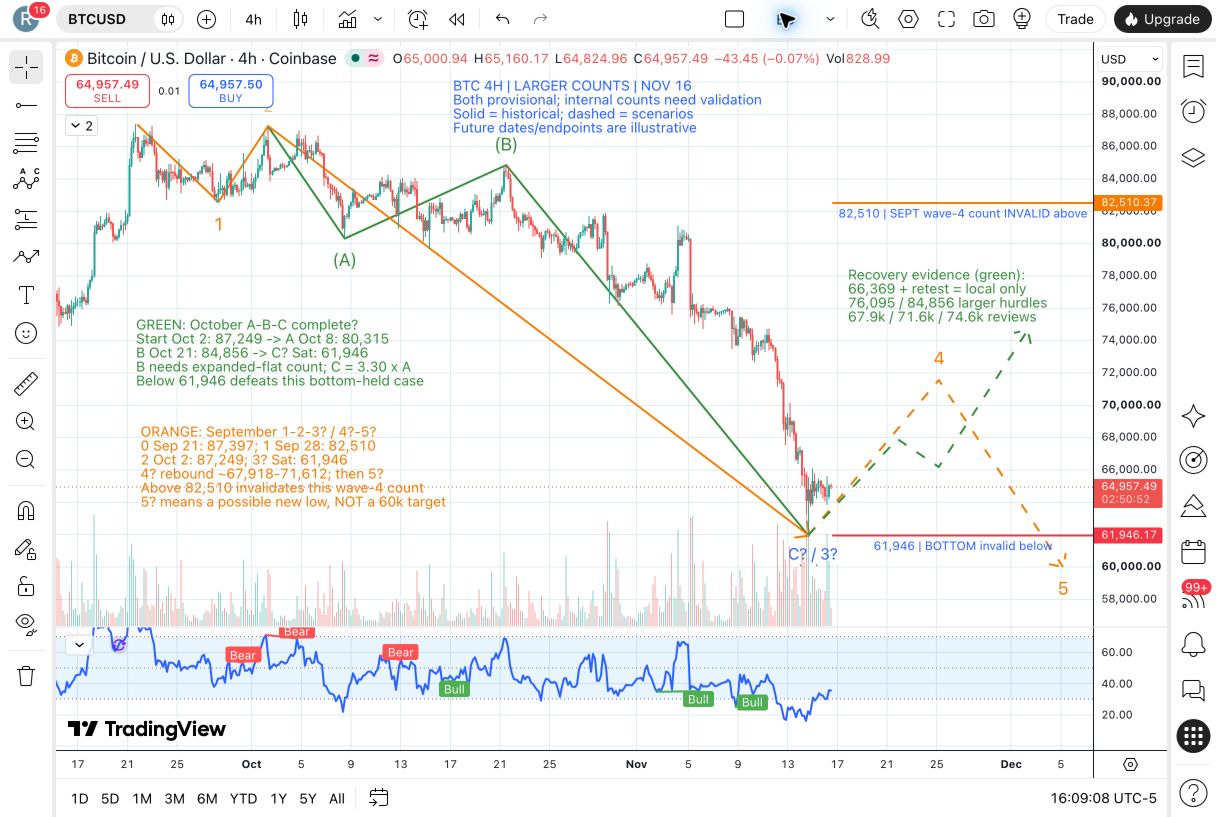 R
16
BTCUSD
4h
Trade
Upgrade
Bitcoin / U.S. Dollar · 4h · Coinbase
O65,000.94 H65,160.17 L64,824.96 C64,957.49 −43.45 (−0.07%) Vol828.99
USD
64,957.49
SELL
0.01
64,957.50
BUY
2
2
BTC 4H | LARGER COUNTS | NOV 16
Both provisional; internal counts need validation
Solid = historical; dashed = scenarios
Future dates/endpoints are illustrative
(B)
1
(A)
82,510 | SEPT wave-4 count INVALID above
Recovery evidence (green):
66,369 + retest = local only
76,095 / 84,856 larger hurdles
67.9k / 71.6k / 74.6k reviews
GREEN: October A-B-C complete?
Start Oct 2: 87,249 -> A Oct 8: 80,315
B Oct 21: 84,856 -> C? Sat: 61,946
B needs expanded-flat count; C = 3.30 x A
Below 61,946 defeats this bottom-held case
4
ORANGE: September 1-2-3? / 4?-5?
0 Sep 21: 87,397; 1 Sep 28: 82,510
2 Oct 2: 87,249; 3? Sat: 61,946
4? rebound ~67,918-71,612; then 5?
Above 82,510 invalidates this wave-4 count
5? means a possible new low, NOT a 60k target
61,946 | BOTTOM invalid below
C? / 3?
5
90,000.00
88,000.00
86,000.00
84,000.00
82,510.37
82,000.00
80,000.00
78,000.00
76,000.00
74,000.00
72,000.00
70,000.00
68,000.00
66,000.00
64,957.49
02:50:52
61,946.17
60,000.00
58,000.00
99+
Bear
Bear
Bear
Bull
Bull
Bull
60.00
40.00
20.00
TradingView
17 21 25 Oct 5 9 13 17 21 25 Nov 5 9 13 17 21 25 Dec 5
1D 5D 1M 3M 6M YTD 1Y 5Y All
16:09:08 UTC-5